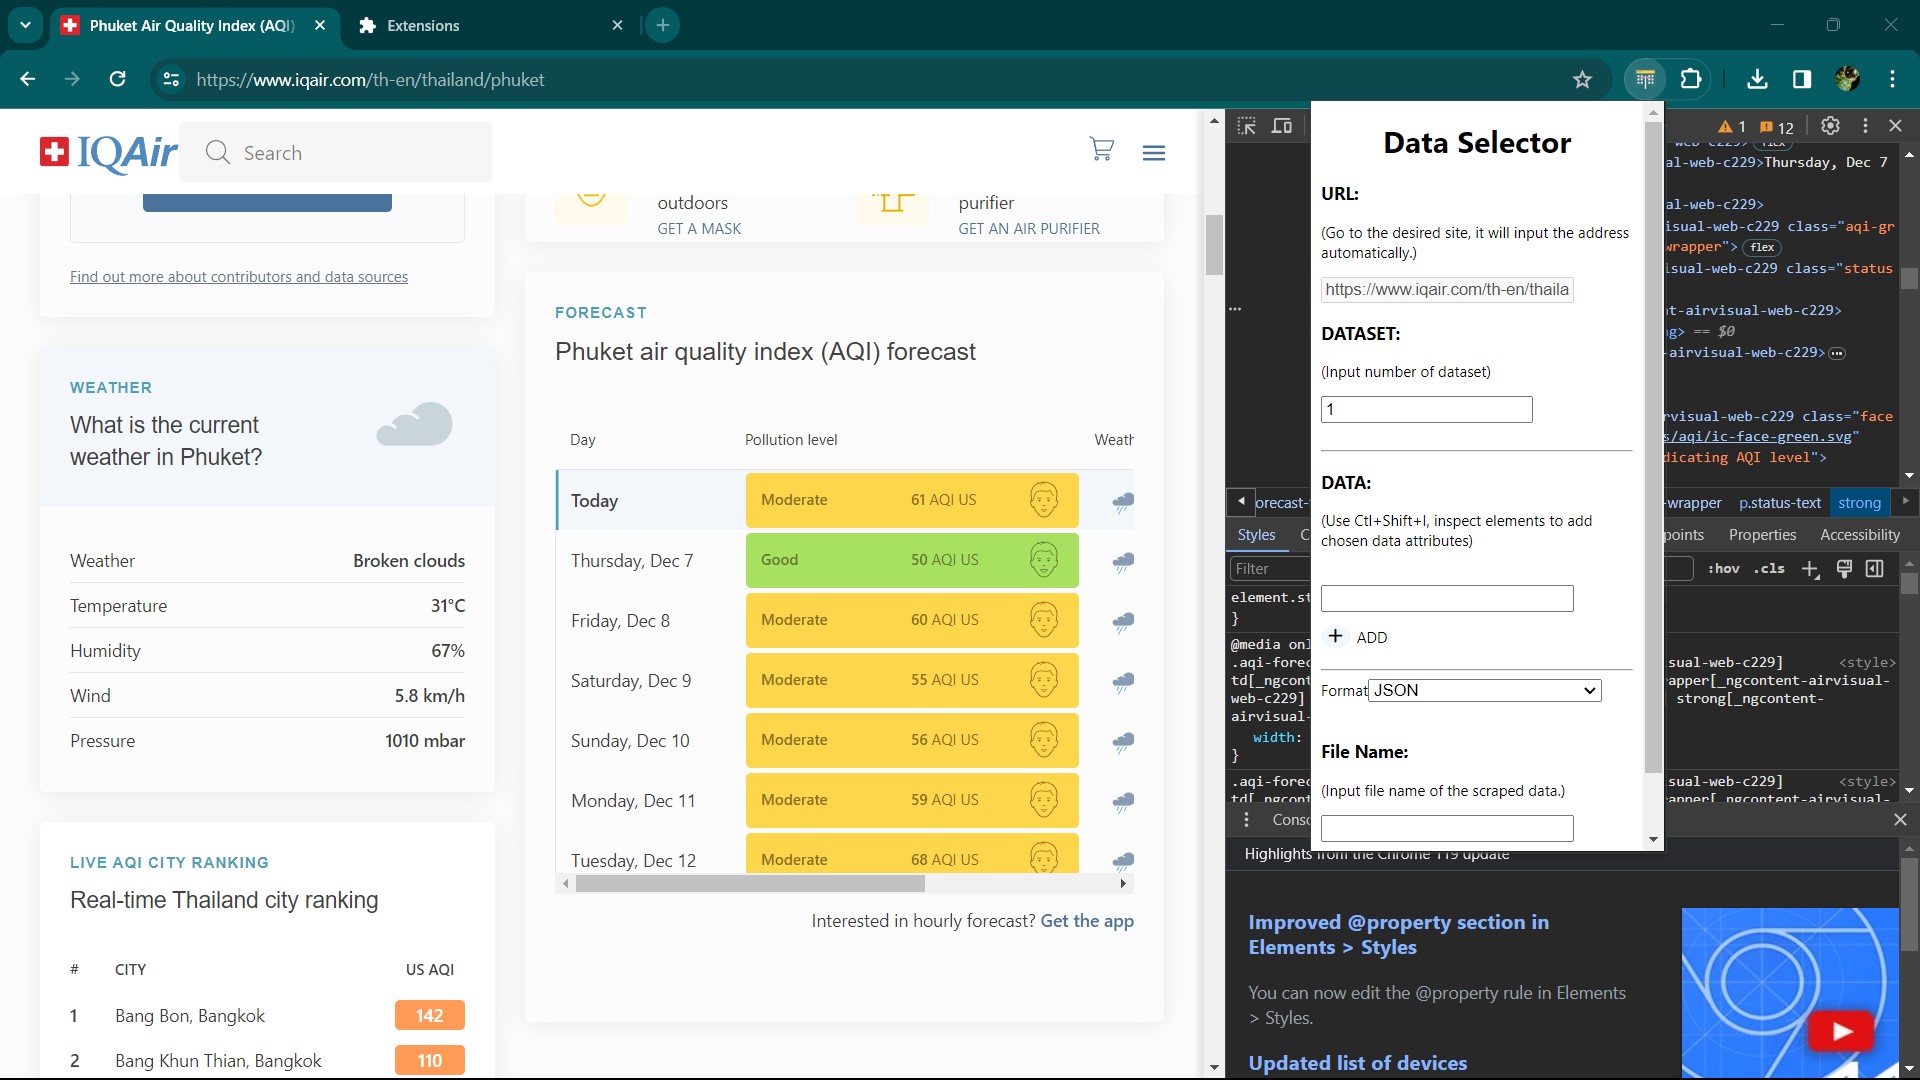 Phuket Air Quality Index (AQI)
Extensions
https://www.iqair.com/th-en/thailand/phuket
IQAir
Search
outdoors
GET A MASK
purifier
GET AN AIR PURIFIER
Find out more about contributors and data sources
WEATHER
What is the current
weather in Phuket?
Weather Broken clouds
Temperature 31°C
Humidity 67%
Wind 5.8 km/h
Pressure 1010 mbar
LIVE AQI CITY RANKING
Real-time Thailand city ranking
# CITY US AQI
1 Bang Bon, Bangkok 142
2 Bang Khun Thian, Bangkok 110
FORECAST
Phuket air quality index (AQI) forecast
Day Pollution level Weath
Today Moderate 61 AQI US
Thursday, Dec 7 Good 50 AQI US
Friday, Dec 8 Moderate 60 AQI US
Saturday, Dec 9 Moderate 55 AQI US
Sunday, Dec 10 Moderate 56 AQI US
Monday, Dec 11 Moderate 59 AQI US
Tuesday, Dec 12 Moderate 68 AQI US
Interested in hourly forecast? Get the app
Data Selector
URL:
(Go to the desired site, it will input the address
automatically.)
https://www.iqair.com/th-en/thaila
DATASET:
(Input number of dataset)
1
DATA:
(Use Ctl+Shift+I, inspect elements to add
chosen data attributes)
+ ADD
Format JSON
File Name:
(Input file name of the scraped data.)
1 12
al-web-c229>Thursday, Dec 7
al-web-c229>
isual-web-c229 class="aqi-gr
wrapper"> flex
isual-web-c229 class="status
nt-airvisual-web-c229>
ng> == $0
-airvisual-web-c229>
rvisual-web-c229 class="face
s/aqi/ic-face-green.svg"
dicating AQI level">
orecast- -wrapper p.status-text strong
Styles C points Properties Accessibility
Filter :hov .cls
element.st
}
@media onl
.aqi-forec sual-web-c229] <style>
td[_ngcont apper[_ngcontent-airvisual-
web-c229] strong[_ngcontent-
airvisual-
width:
}
.aqi-forec sual-web-c229] <style>
td[_ngcont apper[_ngcontent-airvisual-
Conso
Highlights from the Chrome 119 update
Improved @property section in
Elements > Styles
You can now edit the @property rule in Elements
> Styles.
Updated list of devices